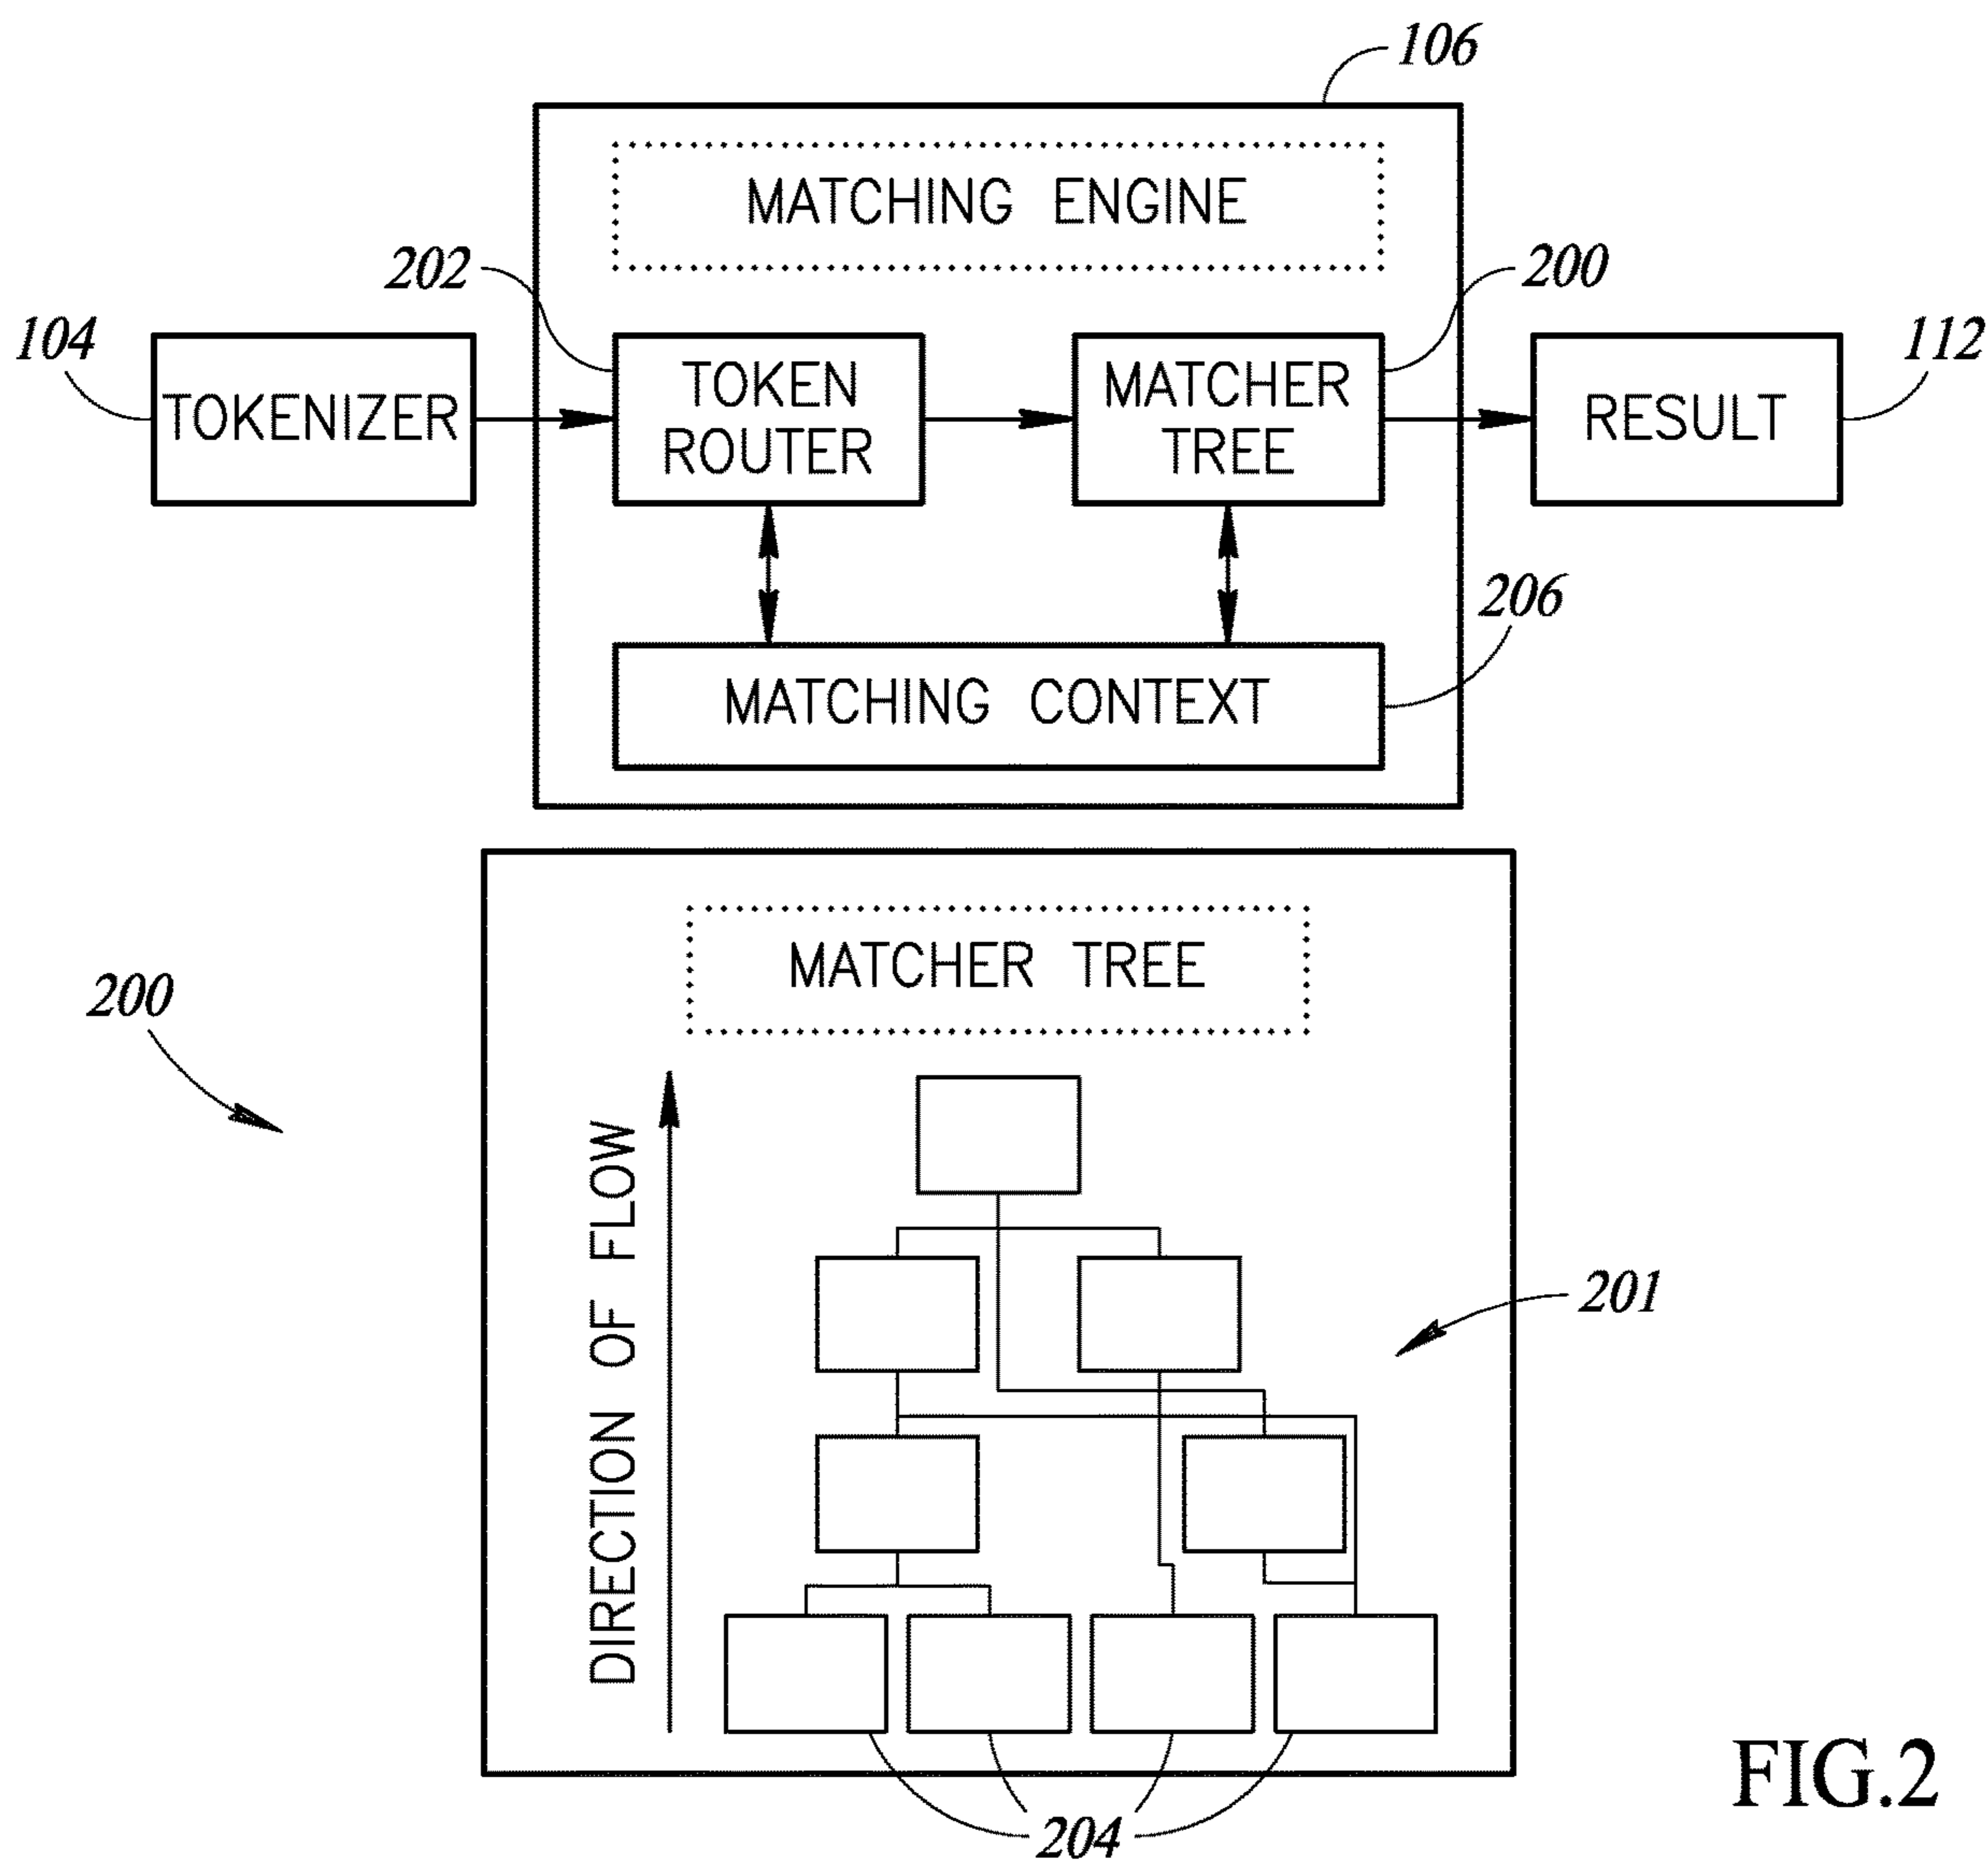 106
MATCHING ENGINE
202
200
104
TOKENIZER
TOKEN
ROUTER
MATCHER
TREE
RESULT
112
206
MATCHING CONTEXT
MATCHER TREE
200
DIRECTION OF FLOW
201
204
FIG.2